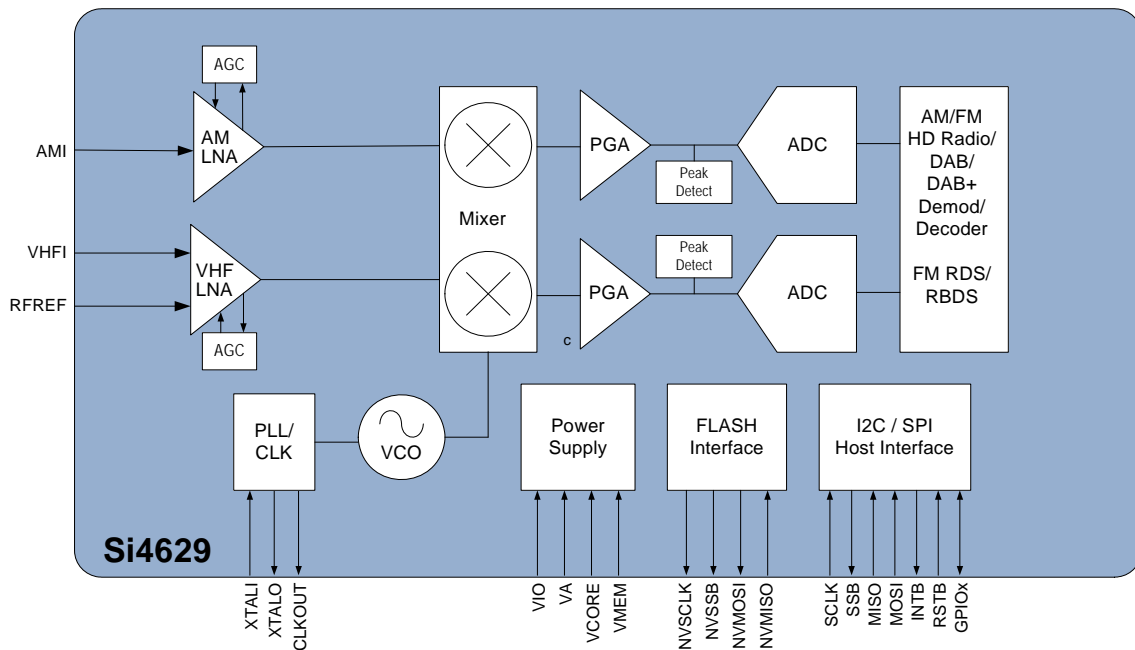 AGC
AM
LNA
AMI
VHFI
RFREF
VHF
LNA
AGC
Mixer
PGA
Peak
Detect
ADC
Peak
Detect
PGA
c
ADC
AM/FM
HD Radio/
DAB/
DAB+
Demod/
Decoder
FM RDS/
RBDS
PLL/
CLK
VCO
Power
Supply
FLASH
Interface
I2C / SPI
Host Interface
Si4629
XTALI
XTALO
CLKOUT
VIO
VA
VCORE
VMEM
NVSCLK
NVSSB
NVMOSI
NVMISO
SCLK
SSB
MISO
MOSI
INTB
RSTB
GPIOx